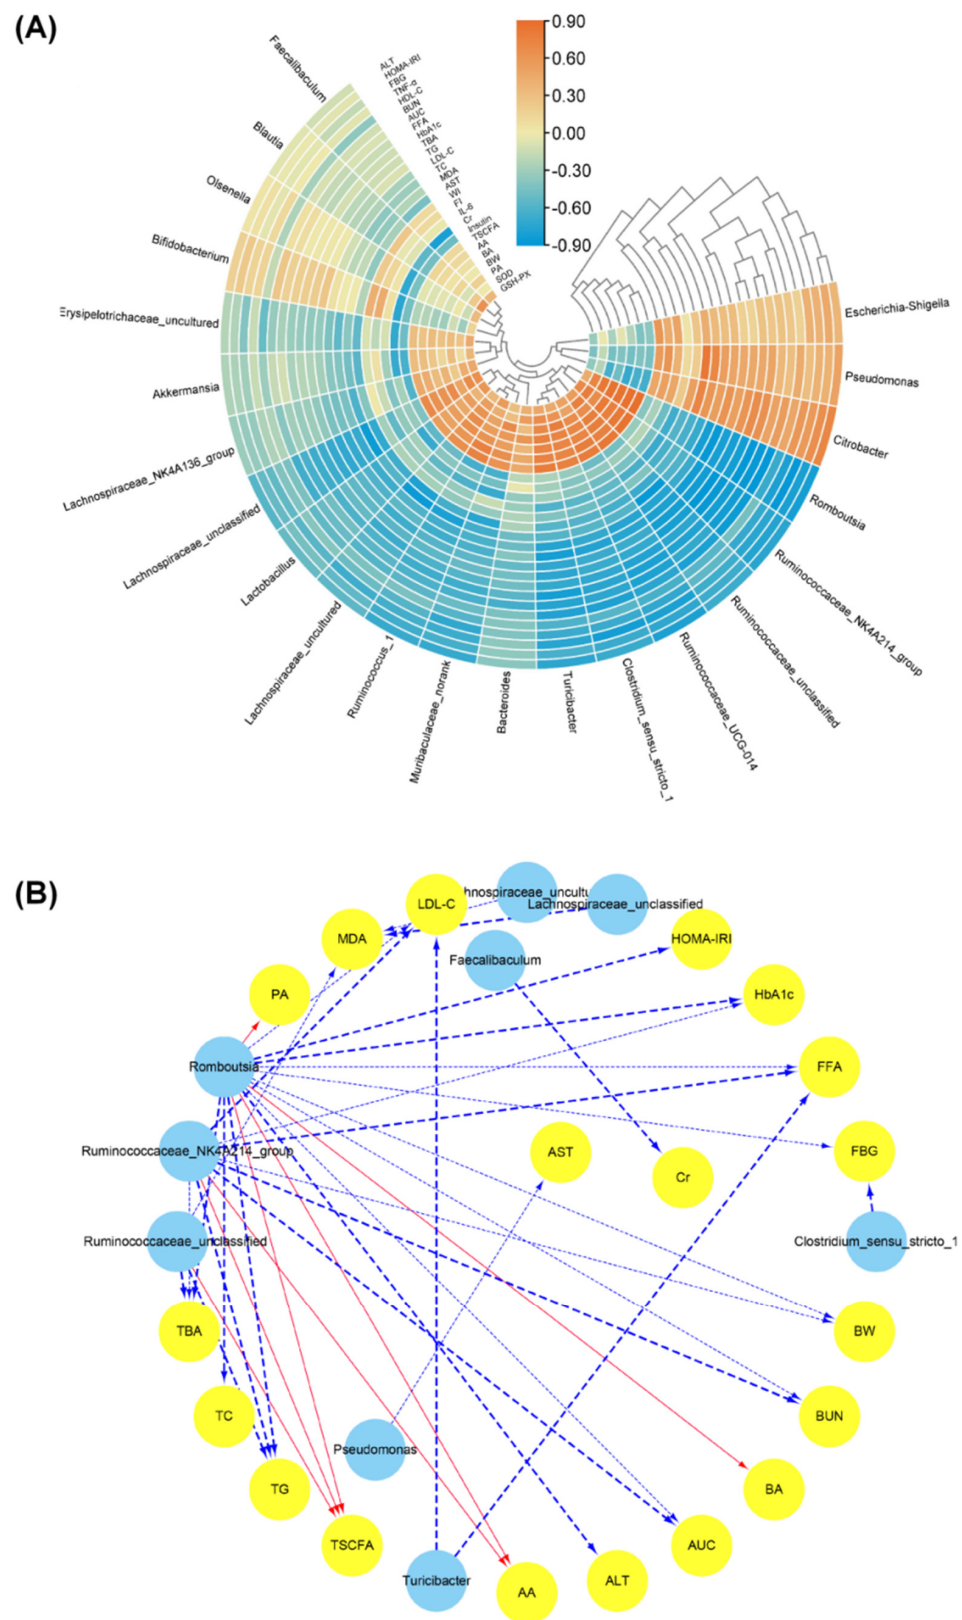 (A)
0.90
0.60
0.30
0.00
-0.30
-0.60
-0.90
ALT
HOMA-IRI
FBG
TNF-α
HDL-C
BUN
AUC
FFA
HbA1c
TBA
TG
LDL-C
TC
MDA
AST
WI
FI
IL-6
Cr
Insulin
TSCFA
AA
BA
BW
PA
SOD
GSH-PX
Faecalibaculum
Blautia
Olsenella
Bifidobacterium
Erysipelotrichaceae_uncultured
Akkermansia
Lachnospiraceae_NK4A136_group
Lachnospiraceae_unclassified
Lactobacillus
Lachnospiraceae_uncultured
Ruminococcus_1
Muribaculaceae_norank
Bacteroides
Turicibacter
Clostridium_sensu_stricto_1
Ruminococcaceae_UCG-014
Ruminococcaceae_unclassified
Ruminococcaceae_NK4A214_group
Romboutsia
Citrobacter
Pseudomonas
Escherichia-Shigella
(B)
LDL-C
hnospiraceae_uncultu
Lachnospiraceae_unclassified
MDA
HOMA-IRI
Faecalibaculum
PA
HbA1c
Romboutsia
FFA
Ruminococcaceae_NK4A214_group
AST
Cr
FBG
Ruminococcaceae_unclassified
Clostridium_sensu_stricto_1
TBA
BW
TC
BUN
Pseudomonas
TG
BA
TSCFA
AUC
Turicibacter
AA
ALT